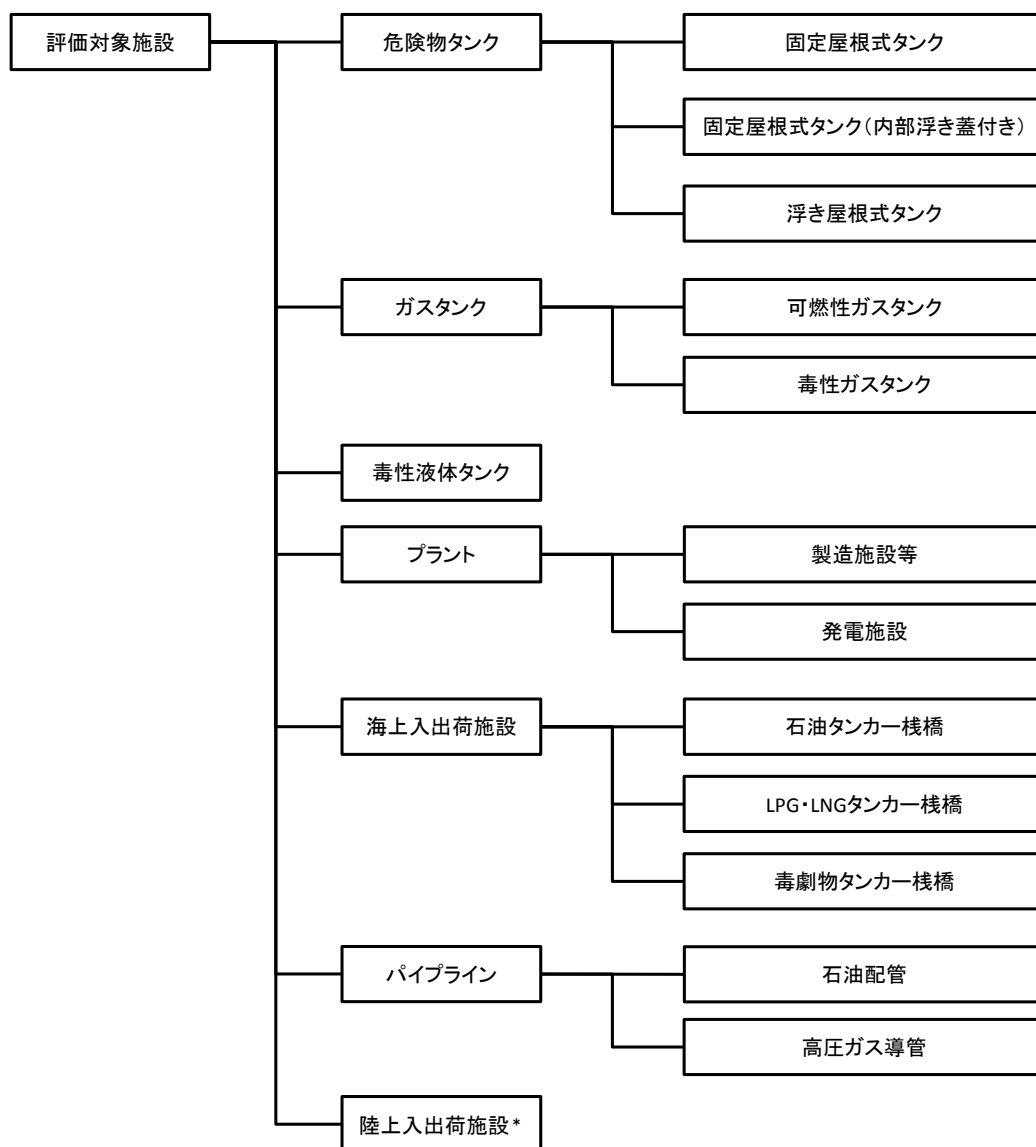 評価対象施設
危険物タンク
固定屋根式タンク
固定屋根式タンク(内部浮き蓋付き)
浮き屋根式タンク
ガスタンク
可燃性ガスタンク
毒性ガスタンク
毒性液体タンク
プラント
製造施設等
発電施設
海上入出荷施設
石油タンカー桟橋
LPG・LNGタンカー桟橋
毒劇物タンカー桟橋
パイプライン
石油配管
高圧ガス導管
陸上入出荷施設*